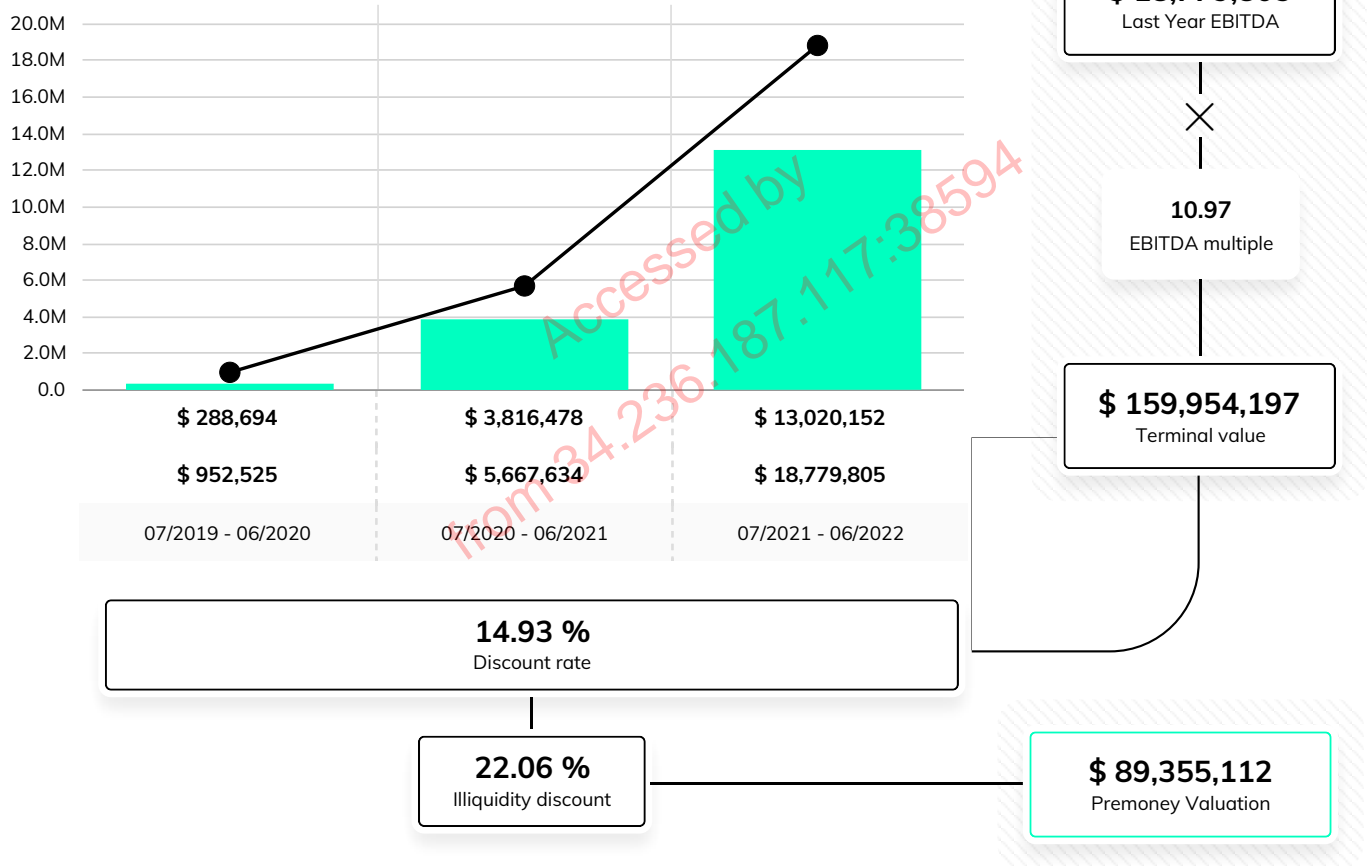 20.0M
18.0M
16.0M
14.0M
12.0M
10.0M
8.0M
6.0M
4.0M
2.0M
0.0
$ 288,694
$ 3,816,478
$ 13,020,152
$ 952,525
$ 5,667,634
$ 18,779,805
07/2019 - 06/2020
07/2020 - 06/2021
07/2021 - 06/2022
Last Year EBITDA
10.97
EBITDA multiple
$ 159,954,197
Terminal value
14.93 %
Discount rate
22.06 %
Illiquidity discount
$ 89,355,112
Premoney Valuation
Accessed by
from 34.236.187.117:38594